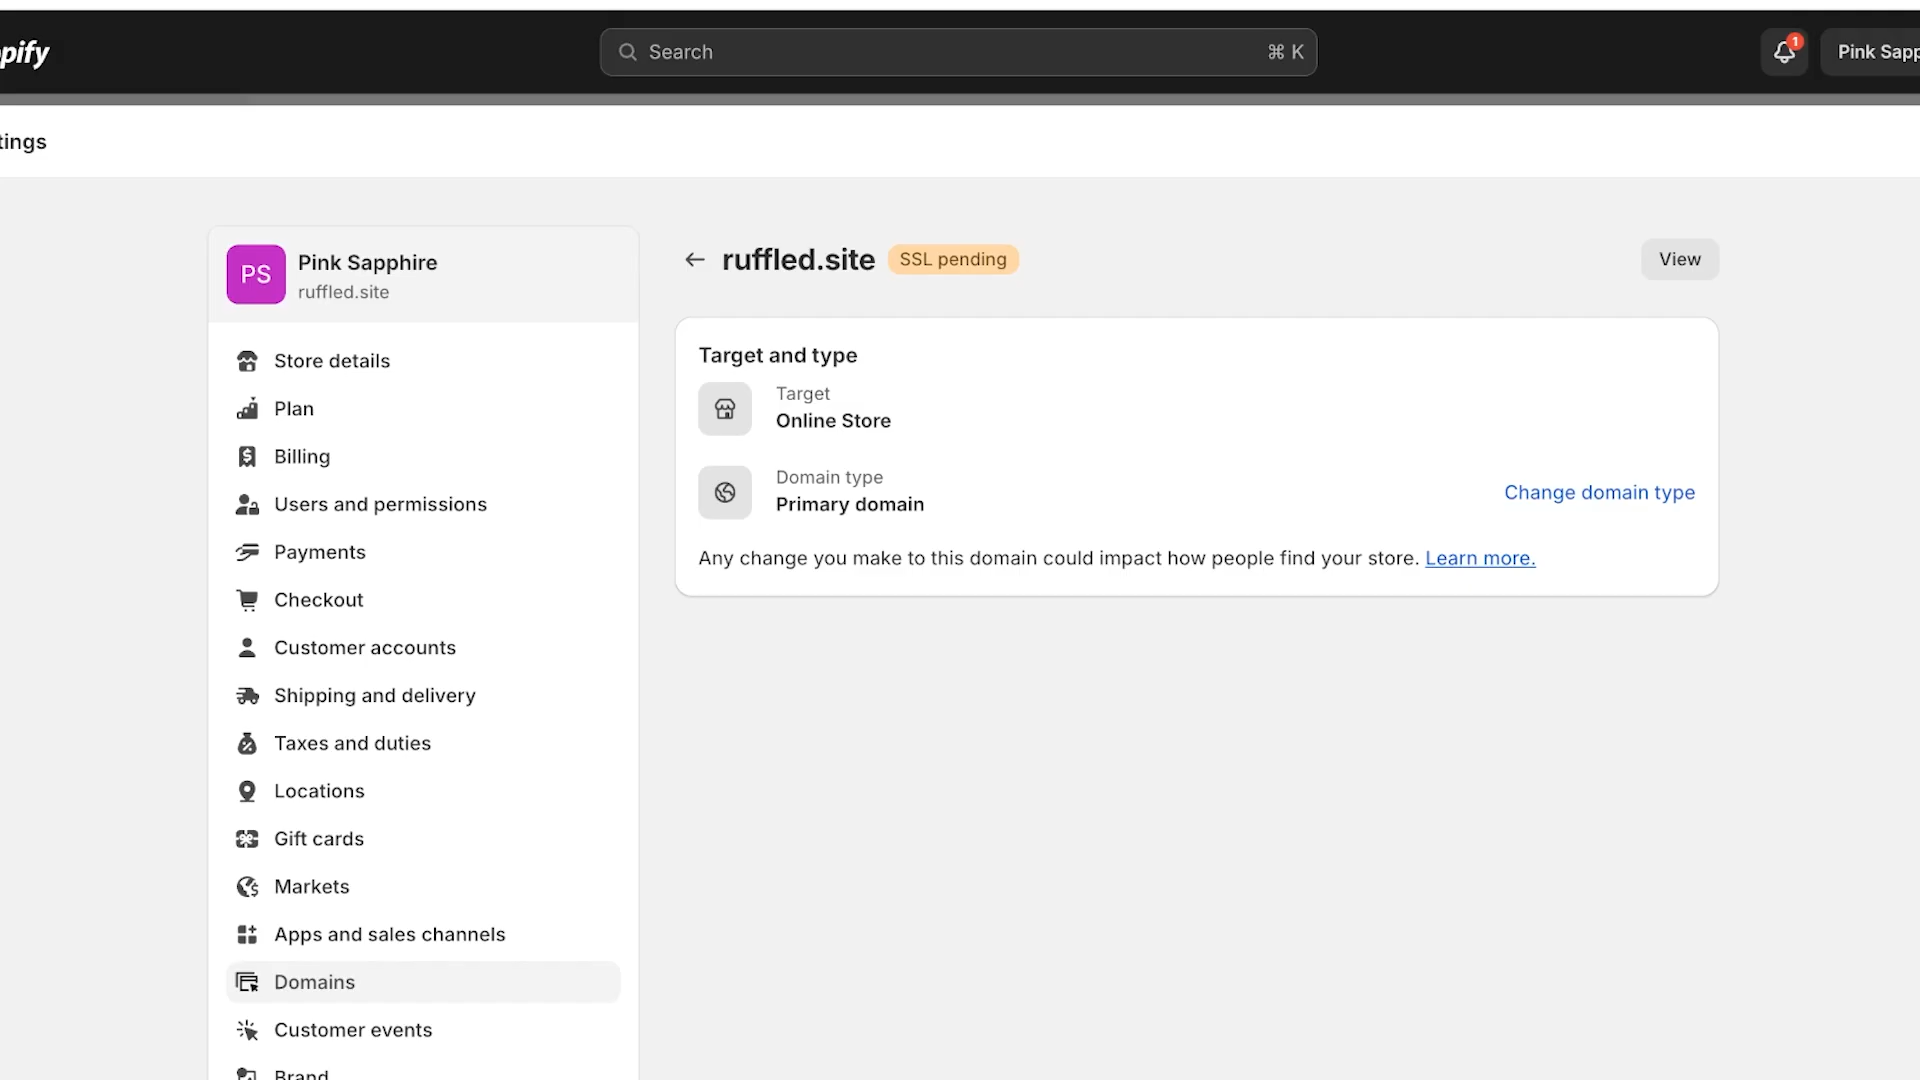 pify
Search
⌘ K
1
Pink Sapp
tings
PS
Pink Sapphire
ruffled.site
Store details
Plan
Billing
Users and permissions
Payments
Checkout
Customer accounts
Shipping and delivery
Taxes and duties
Locations
Gift cards
Markets
Apps and sales channels
Domains
Customer events
Brand
ruffled.site
SSL pending
View
Target and type
Target
Online Store
Domain type
Primary domain
Change domain type
Any change you make to this domain could impact how people find your store. Learn more.